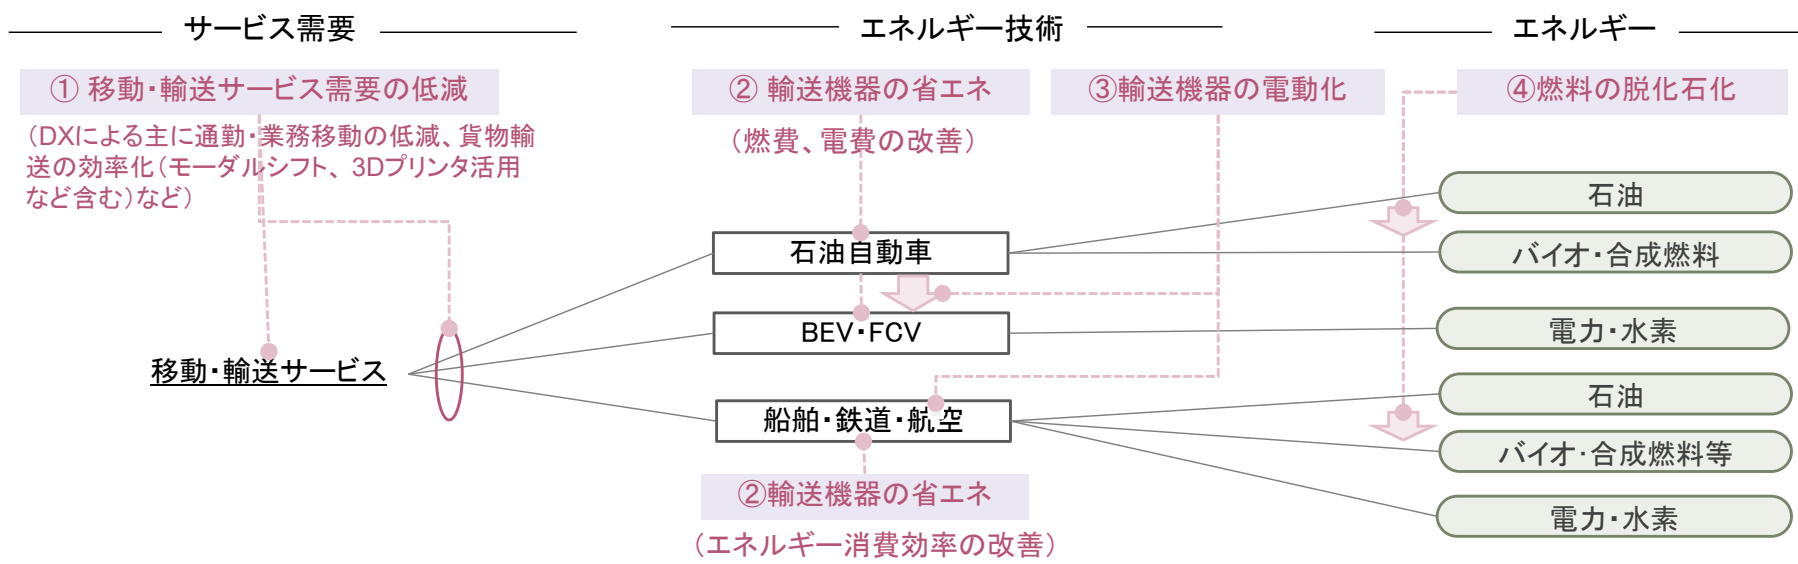 サービス需要
エネルギー技術
エネルギー
① 移動・輸送サービス需要の低減
② 輸送機器の省エネ
③輸送機器の電動化
④燃料の脱化石化
（DXによる主に通勤・業務移動の低減、貨物輸
送の効率化（モーダルシフト、3Dプリンタ活用
など含む）など）
（燃費、電費の改善）
石油
石油自動車
バイオ・合成燃料
BEV・FCV
電力・水素
移動・輸送サービス
石油
船舶・鉄道・航空
バイオ・合成燃料等
②輸送機器の省エネ
電力・水素
（エネルギー消費効率の改善）